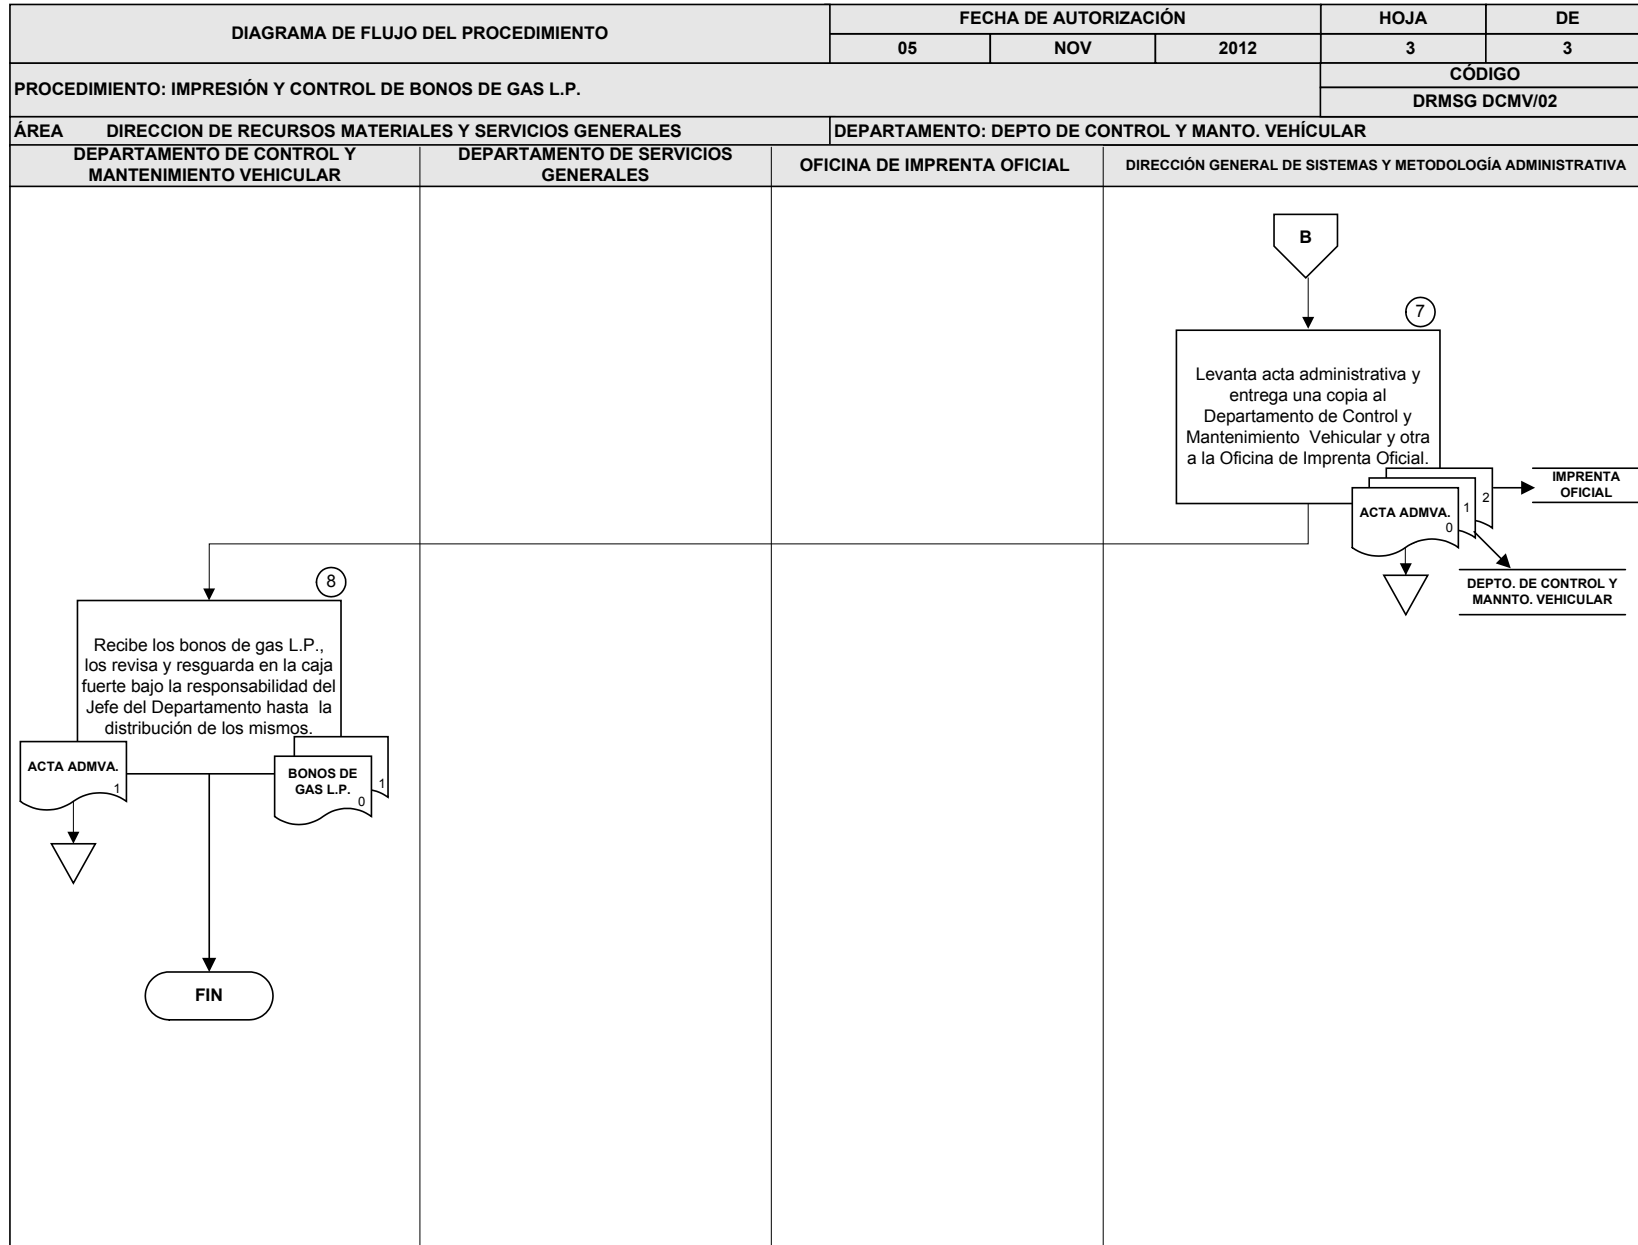 DIAGRAMA DE FLUJO DEL PROCEDIMIENTO
FECHA DE AUTORIZACIÓN
HOJA
DE
05
NOV
2012
3
3
PROCEDIMIENTO: IMPRESIÓN Y CONTROL DE BONOS DE GAS L.P.
CÓDIGO
DRMSG DCMV/02
ÁREA DIRECCION DE RECURSOS MATERIALES Y SERVICIOS GENERALES
DEPARTAMENTO: DEPTO DE CONTROL Y MANTO. VEHÍCULAR
DEPARTAMENTO DE CONTROL Y
MANTENIMIENTO VEHICULAR
DEPARTAMENTO DE SERVICIOS
GENERALES
OFICINA DE IMPRENTA OFICIAL
DIRECCIÓN GENERAL DE SISTEMAS Y METODOLOGÍA ADMINISTRATIVA
B
7
Levanta acta administrativa y
entrega una copia al
Departamento de Control y
Mantenimiento Vehicular y otra
a la Oficina de Imprenta Oficial.
ACTA ADMVA.
0
1
2
IMPRENTA
OFICIAL
DEPTO. DE CONTROL Y
MANNTO. VEHICULAR
8
Recibe los bonos de gas L.P.,
los revisa y resguarda en la caja
fuerte bajo la responsabilidad del
Jefe del Departamento hasta la
distribución de los mismos.
ACTA ADMVA.
1
BONOS DE
GAS L.P.
0
1
FIN